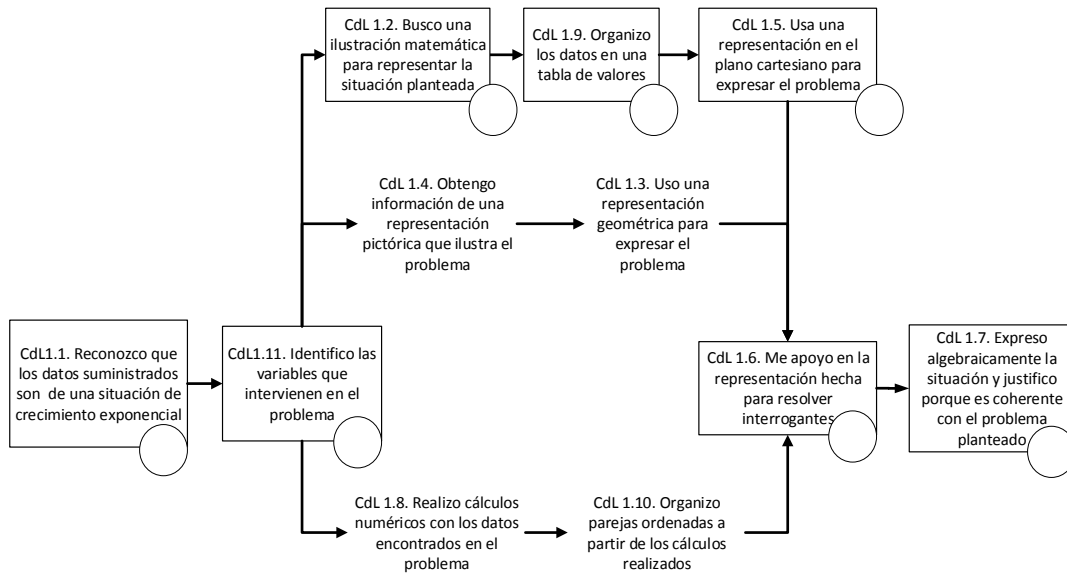 CdL 1.2. Busco una
ilustración matemática
para representar la
situación planteada
CdL 1.9. Organizo
los datos en una
tabla de valores
CdL 1.5. Usa una
representación en el
plano cartesiano para
expresar el problema
CdL 1.4. Obtengo
información de una
representación
pictórica que ilustra el
problema
CdL 1.3. Uso una
representación
geométrica para
expresar el
problema
CdL1.1. Reconozco que
los datos suministrados
son de una situación de
crecimiento exponencial
CdL1.11. Identifico las
variables que
intervienen en el
problema
CdL 1.6. Me apoyo en la
representación hecha
para resolver
interrogantes
CdL 1.7. Expreso
algebraicamente la
situación y justifico
porque es coherente
con el problema
planteado
CdL 1.8. Realizo cálculos
numéricos con los datos
encontrados en el
problema
CdL 1.10. Organizo
parejas ordenadas a
partir de los cálculos
realizados